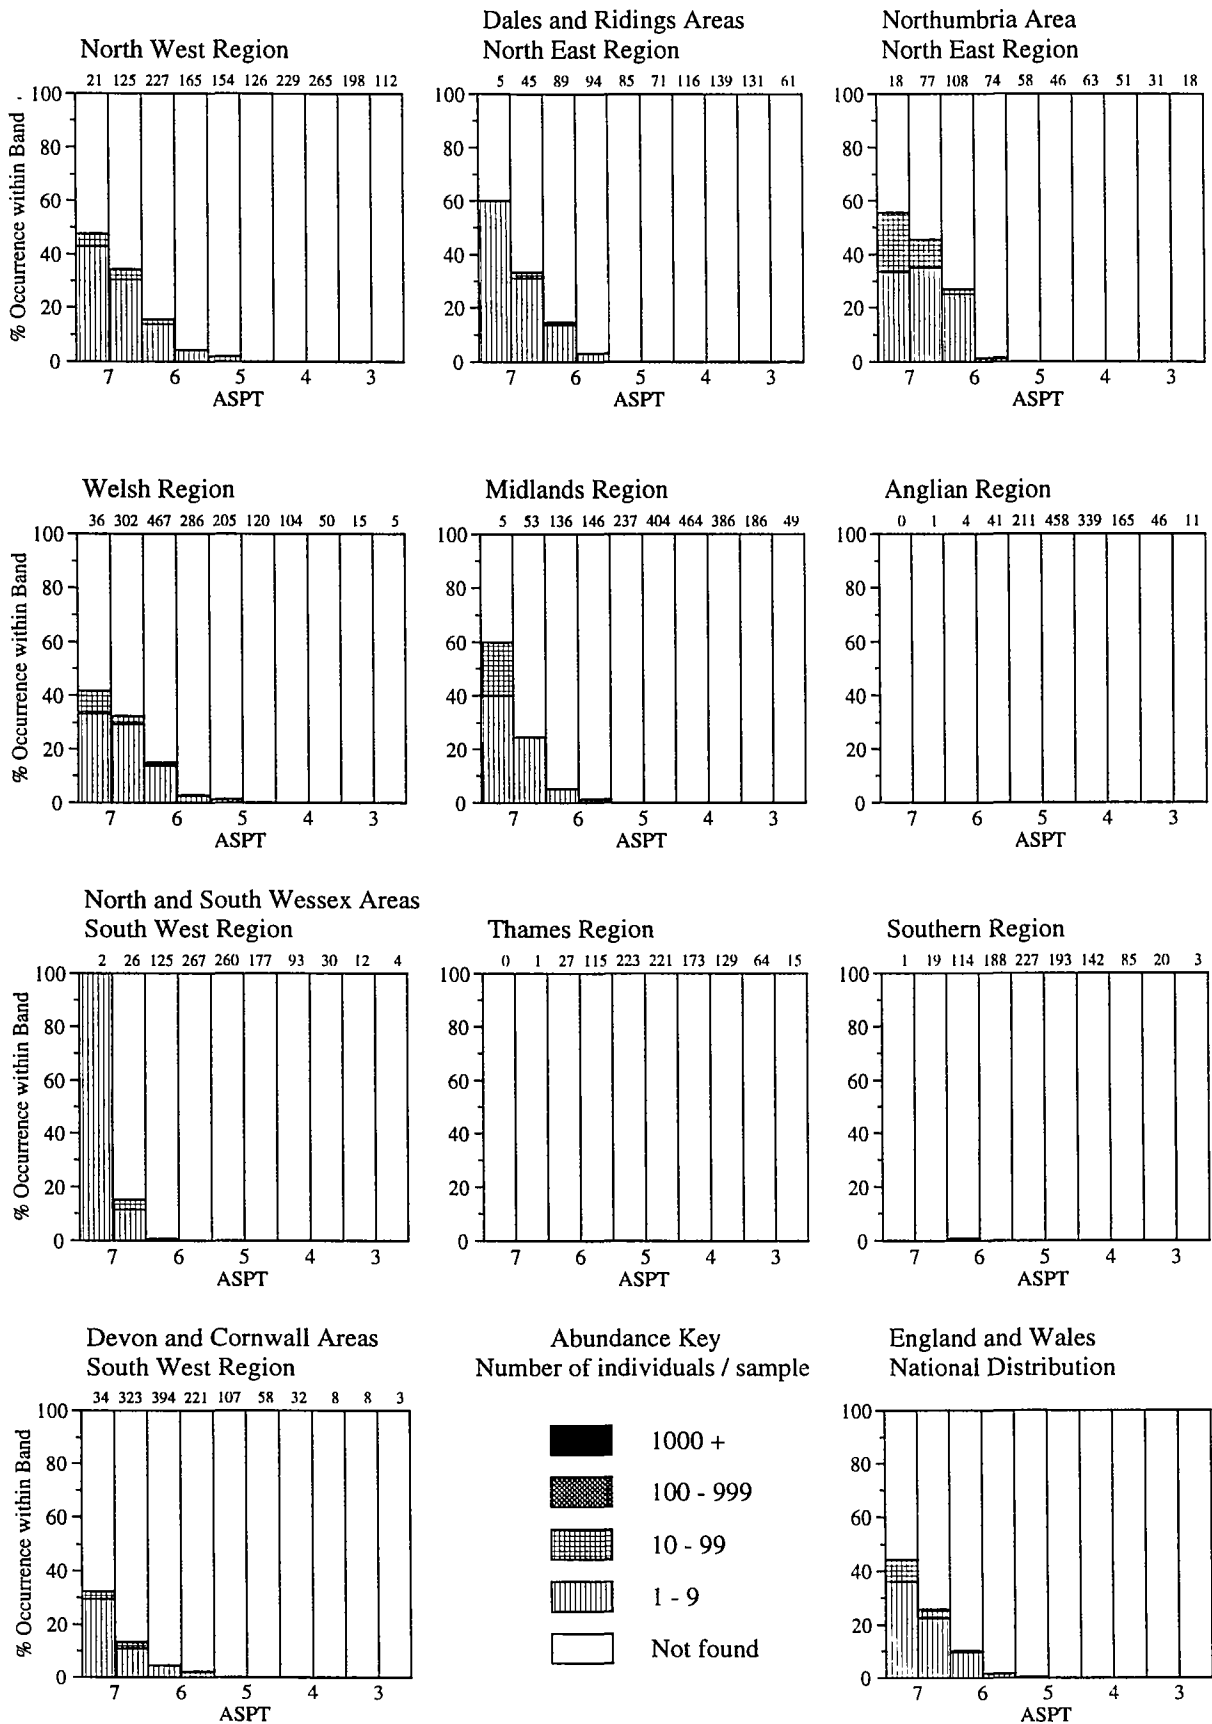 North West Region
21 125 227 165 154 126 229 265 198 112
% Occurrence within Band
100
80
60
40
20
0
7 6 5 4 3
ASPT
Dales and Ridings Areas
North East Region
5 45 89 94 85 71 116 139 131 61
100
80
60
40
20
0
7 6 5 4 3
ASPT
Northumbria Area
North East Region
18 77 108 74 58 46 63 51 31 18
100
80
60
40
20
0
7 6 5 4 3
ASPT
Welsh Region
36 302 467 286 205 120 104 50 15 5
% Occurrence within Band
100
80
60
40
20
0
7 6 5 4 3
ASPT
Midlands Region
5 53 136 146 237 404 464 386 186 49
100
80
60
40
20
0
7 6 5 4 3
ASPT
Anglian Region
0 1 4 41 211 458 339 165 46 11
100
80
60
40
20
0
7 6 5 4 3
ASPT
North and South Wessex Areas
South West Region
2 26 125 267 260 177 93 30 12 4
% Occurrence within Band
100
80
60
40
20
0
7 6 5 4 3
ASPT
Thames Region
0 1 27 115 223 221 173 129 64 15
100
80
60
40
20
0
7 6 5 4 3
ASPT
Southern Region
1 19 114 188 227 193 142 85 20 3
100
80
60
40
20
0
7 6 5 4 3
ASPT
Devon and Cornwall Areas
South West Region
34 323 394 221 107 58 32 8 8 3
% Occurrence within Band
100
80
60
40
20
0
7 6 5 4 3
ASPT
Abundance Key
Number of individuals / sample
1000 +
100 - 999
10 - 99
1 - 9
Not found
England and Wales
National Distribution
% Occurrence within Band
100
80
60
40
20
0
7 6 5 4 3
ASPT